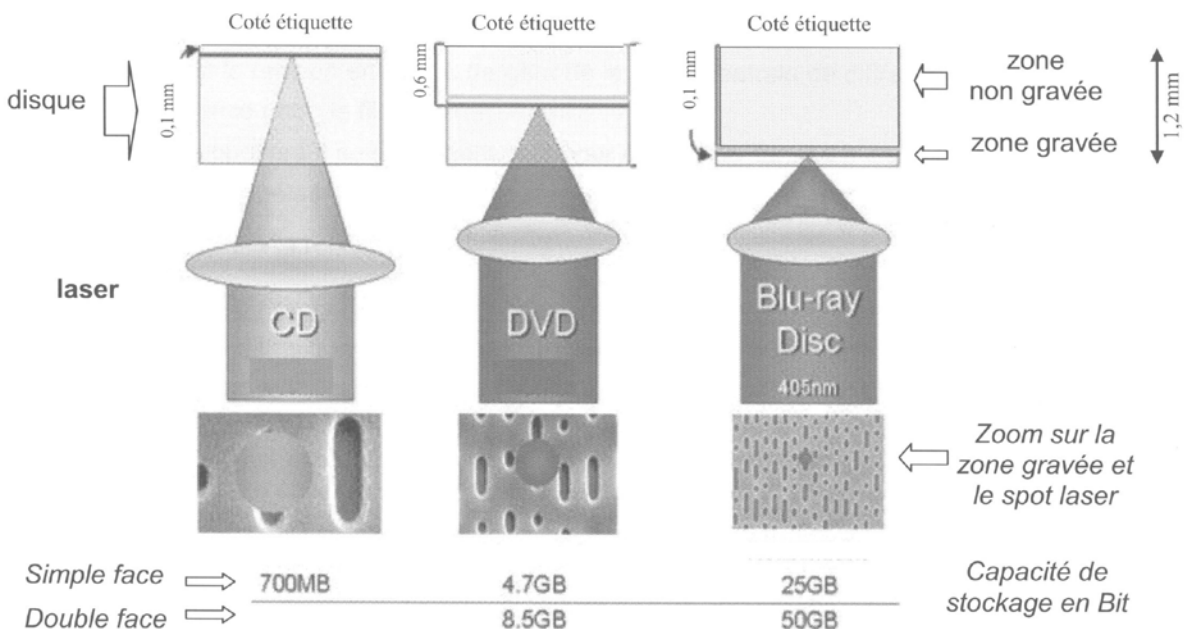 Coté étiquette
Coté étiquette
Coté étiquette
disque
0,1 mm
0,6 mm
0,1 mm
zone
non gravée
zone gravée
1,2 mm
laser
CD
DVD
Blu-ray
Disc
405nm
Zoom sur la
zone gravée et
le spot laser
Simple face
700MB
4.7GB
25GB
Capacité de
stockage en Bit
Double face
8.5GB
50GB